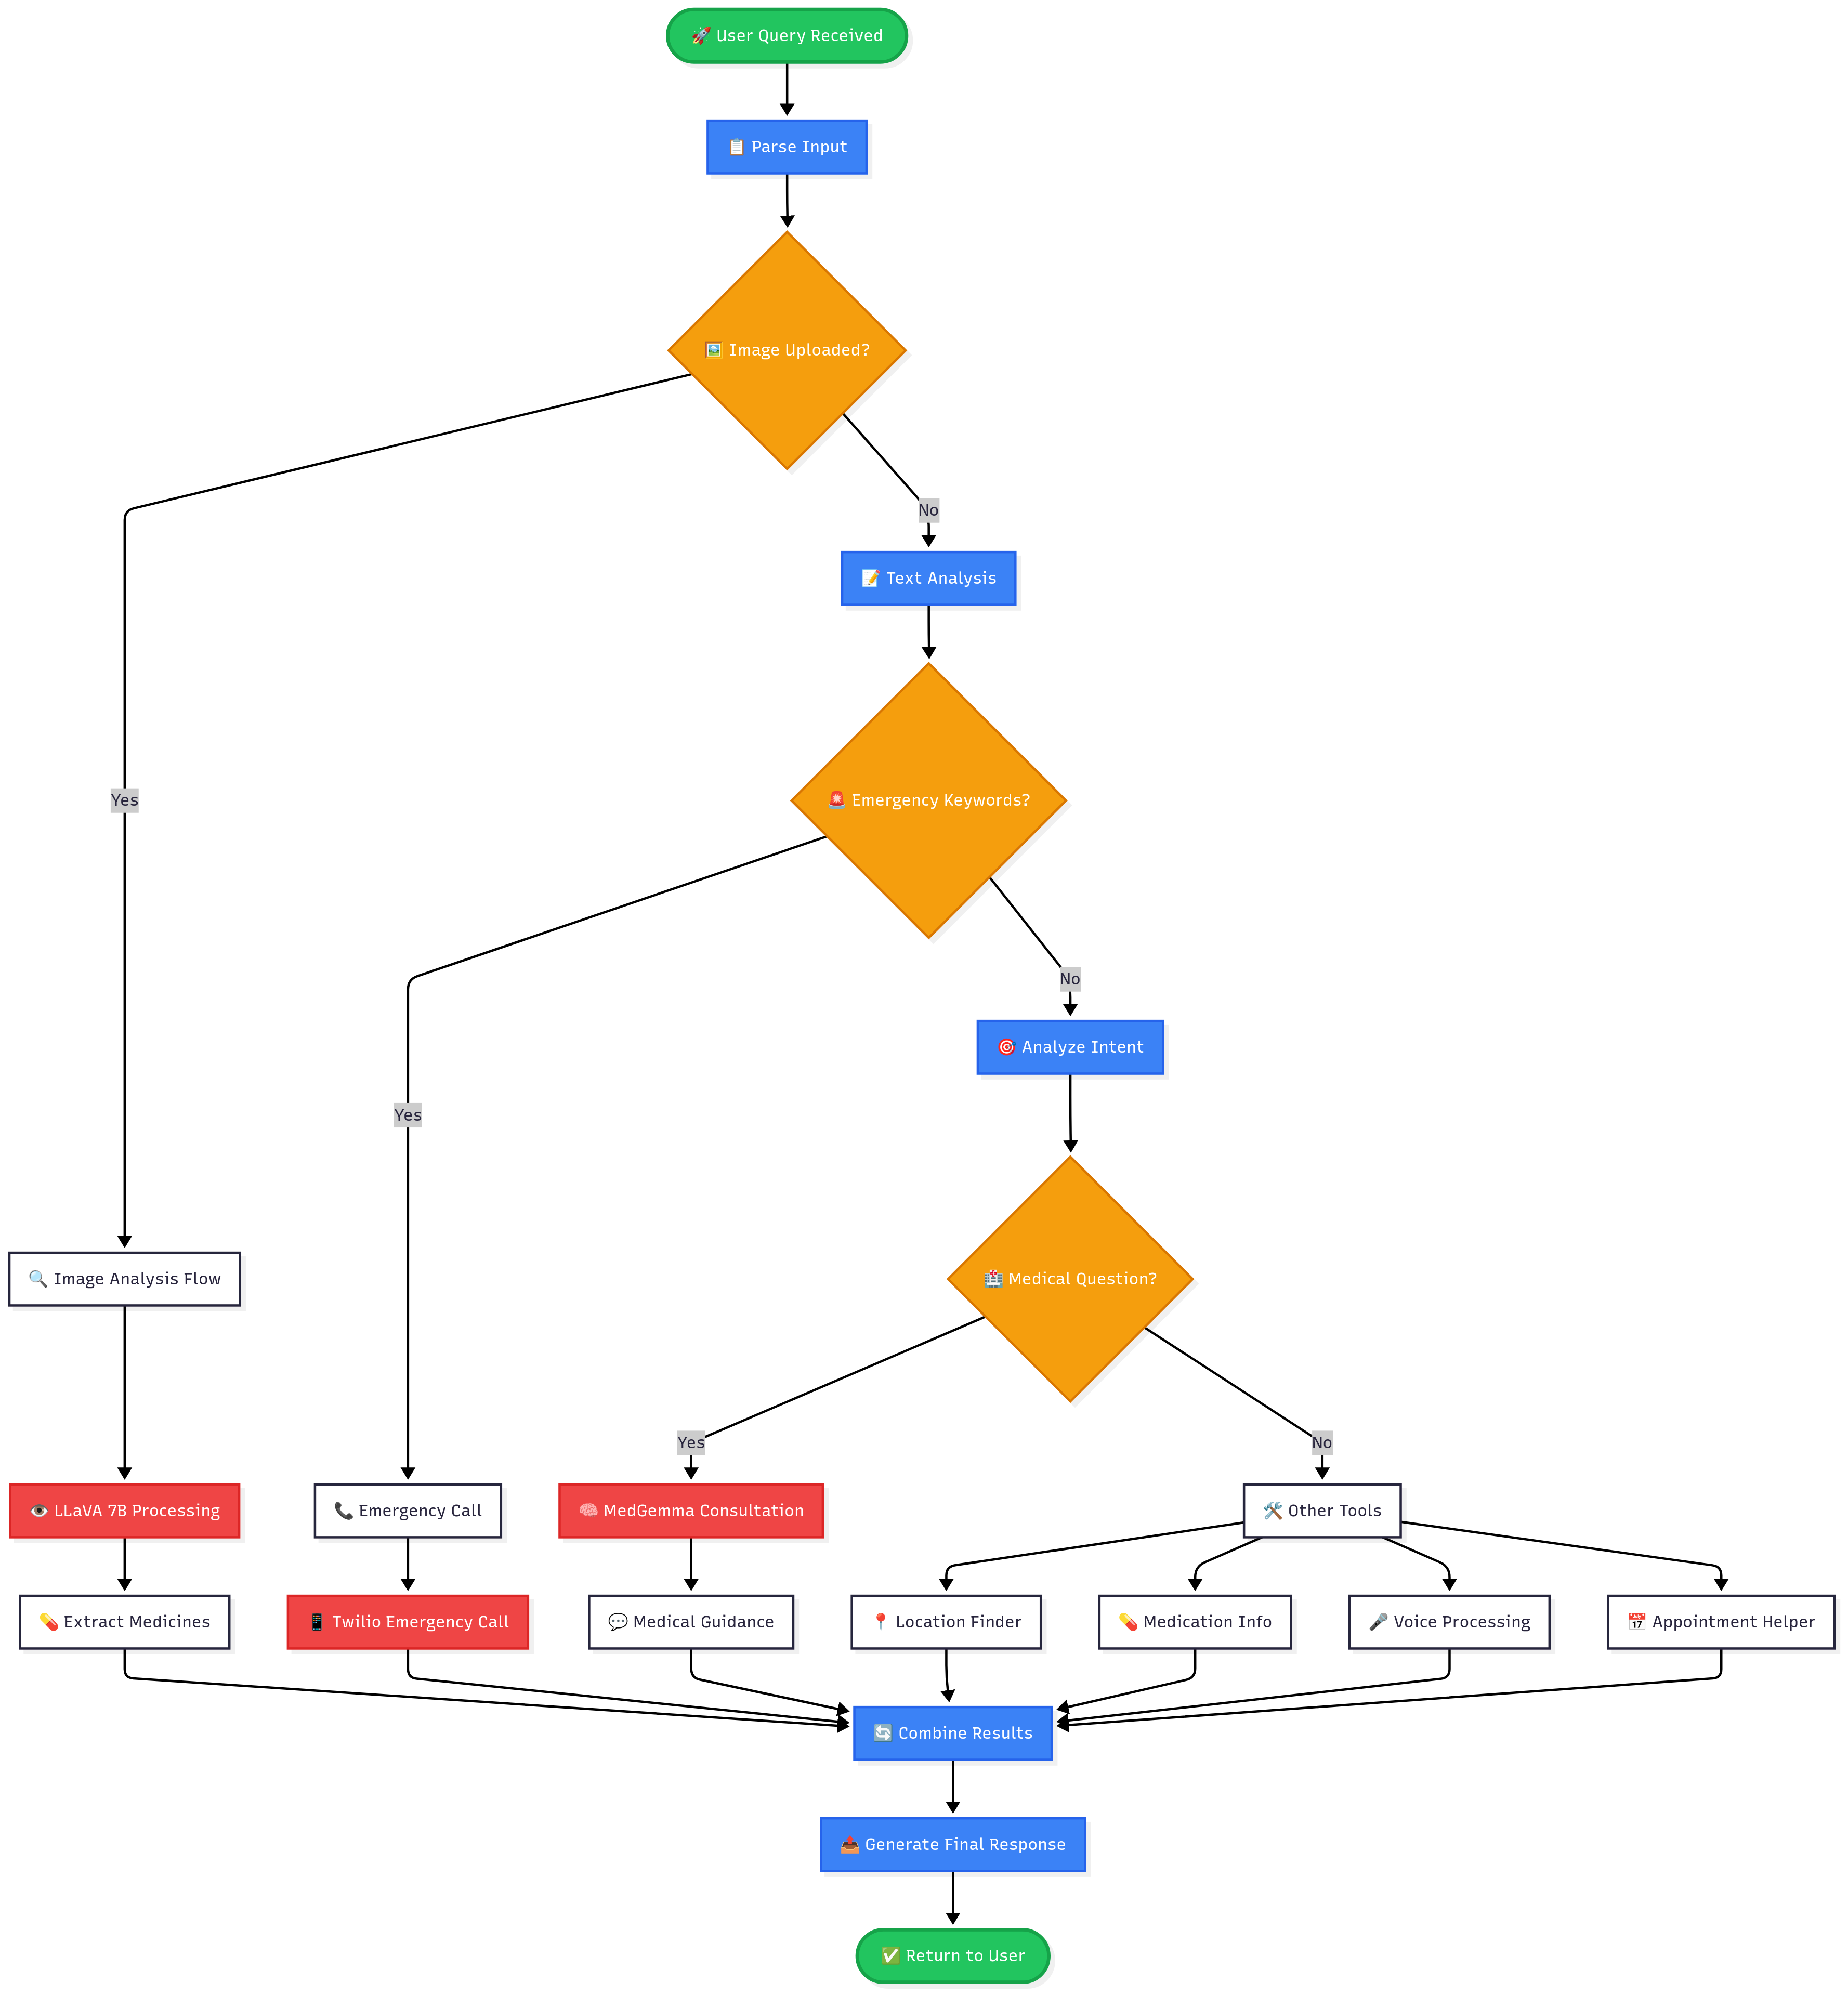 🚀 User Query Received
📋 Parse Input
🖼️ Image Uploaded?
No
📝 Text Analysis
Yes
🚨 Emergency Keywords?
No
🎯 Analyze Intent
Yes
🔍 Image Analysis Flow
🏥 Medical Question?
Yes
No
👁️ LLaVA 7B Processing
📞 Emergency Call
🧠 MedGemma Consultation
🛠️ Other Tools
💊 Extract Medicines
📱 Twilio Emergency Call
💬 Medical Guidance
📍 Location Finder
💊 Medication Info
🎤 Voice Processing
📅 Appointment Helper
🔄 Combine Results
📤 Generate Final Response
✅ Return to User